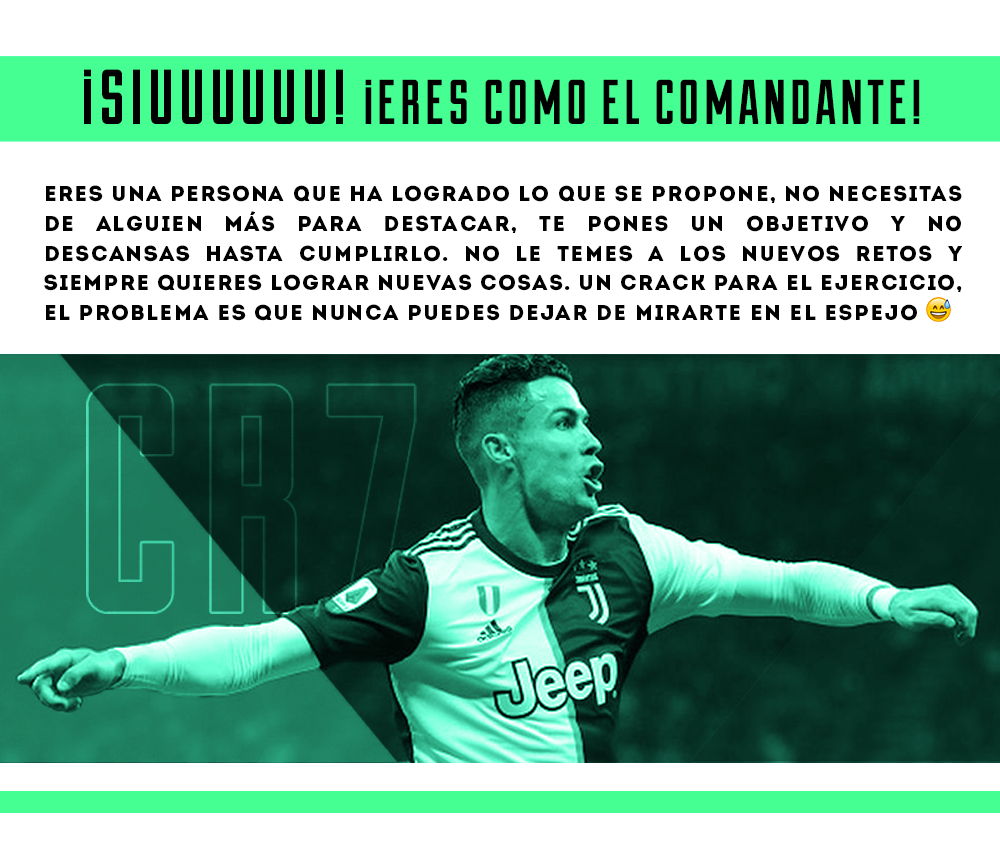 ¡SIUUUUUU! ¡ERES COMO EL COMANDANTE!
ERES UNA PERSONA QUE HA LOGRADO LO QUE SE PROPONE, NO NECESITAS
DE ALGUIEN MÁS PARA DESTACAR, TE PONES UN OBJETIVO Y NO
DESCANSAS HASTA CUMPLIRLO. NO LE TEMES A LOS NUEVOS RETOS Y
SIEMPRE QUIERES LOGRAR NUEVAS COSAS. UN CRACK PARA EL EJERCICIO,
EL PROBLEMA ES QUE NUNCA PUEDES DEJAR DE MIRARTE EN EL ESPEJO 😅
CR7
Jeep